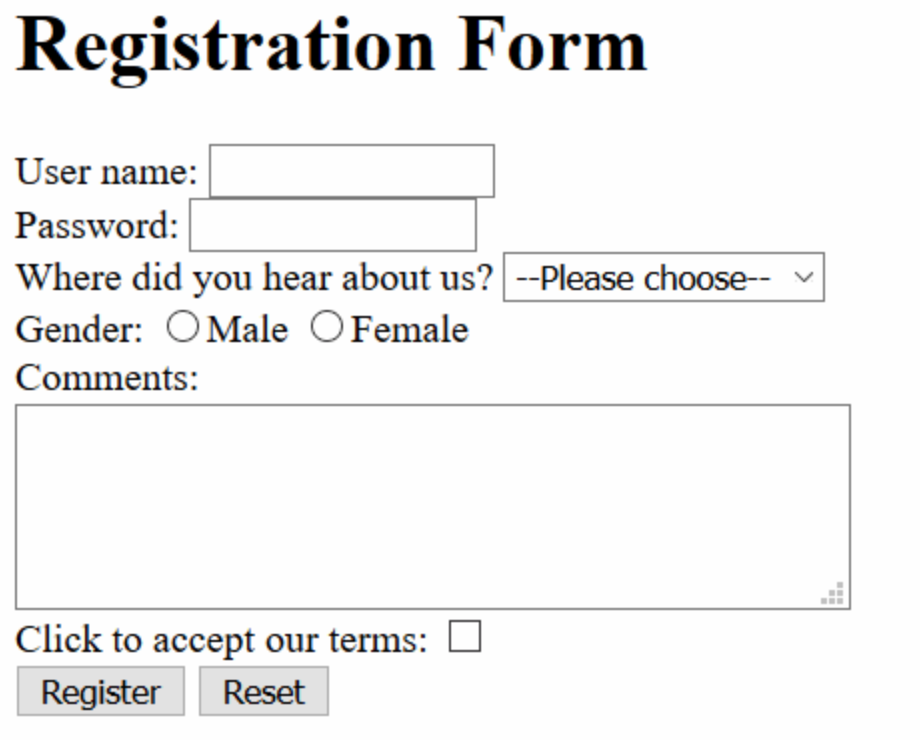 Registration Form
User name:
Password:
Where did you hear about us? --Please choose--
Gender: Male Female
Comments:
Click to accept our terms:
Register Reset